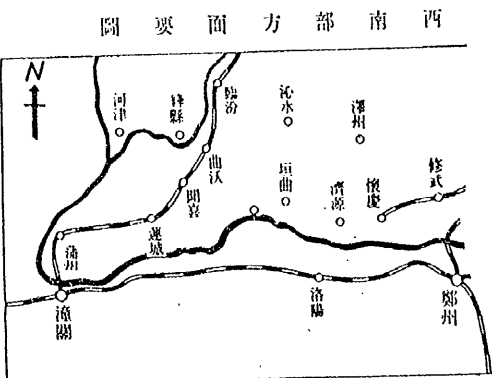 西南部方面要圖
N
臨汾
沁水
澤州
河津
絳縣
曲沃
垣曲
濟源
懷慶
修武
聞喜
運城
蒲州
潼關
洛陽
鄭州